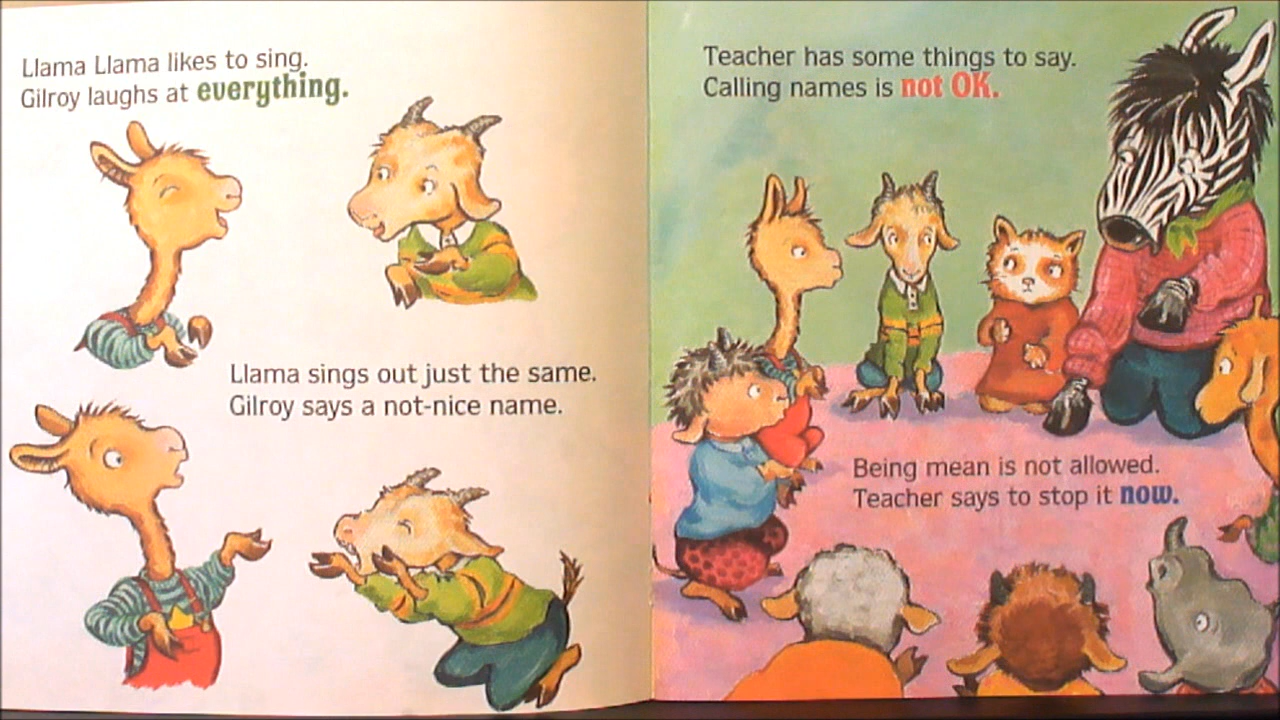 Llama Llama likes to sing.
Gilroy laughs at everything.
Llama sings out just the same.
Gilroy says a not-nice name.
Teacher has some things to say.
Calling names is not OK.
Being mean is not allowed.
Teacher says to stop it now.